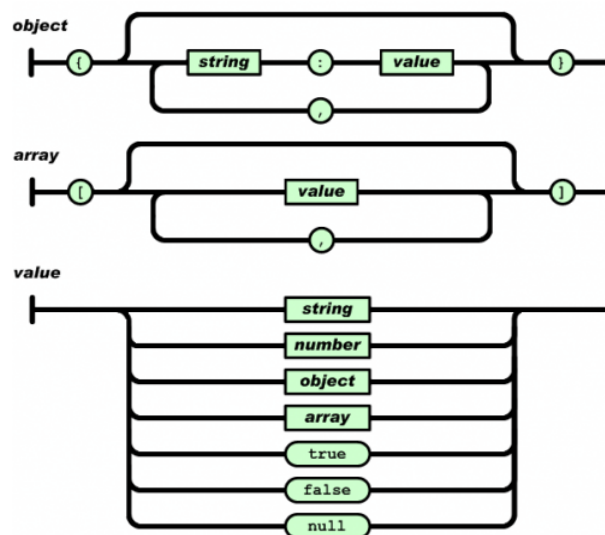 object
{ string : value }
,
array
[ value ]
,
value
string
number
object
array
true
false
null